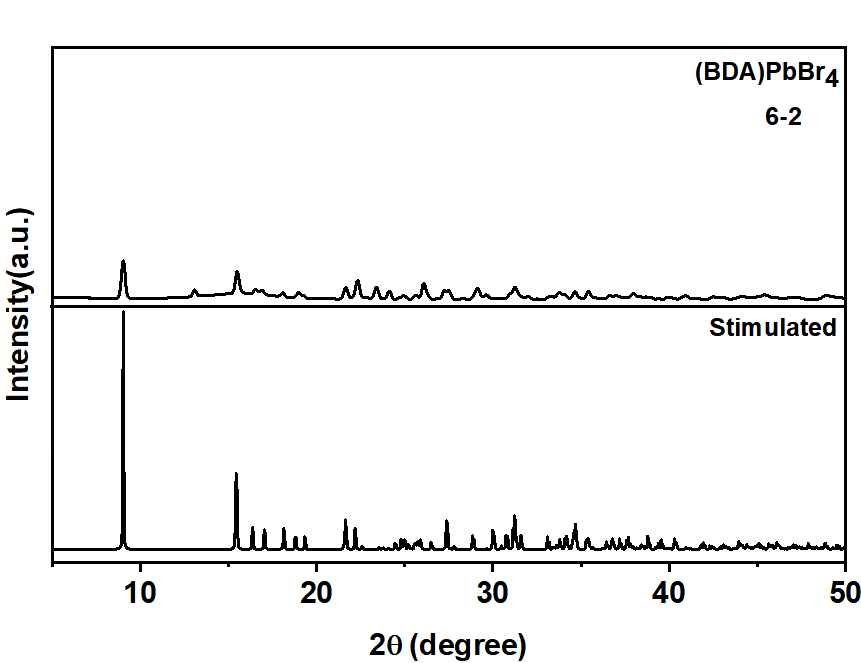 (BDA)PbBr4
6-2
Stimulated
Intensity(a.u.)
10 20 30 40 50
2θ (degree)